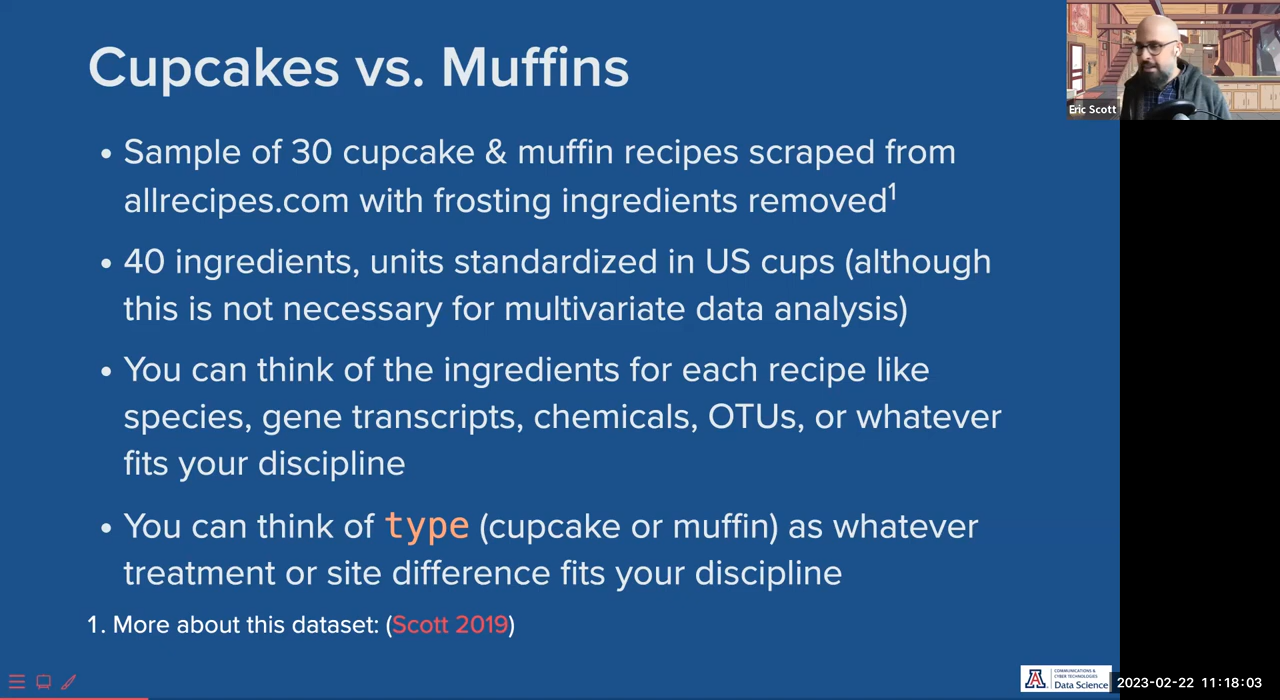 Cupcakes vs. Muffins
Eric Scott
• Sample of 30 cupcake & muffin recipes scraped from
allrecipes.com with frosting ingredients removed¹
• 40 ingredients, units standardized in US cups (although
this is not necessary for multivariate data analysis)
• You can think of the ingredients for each recipe like
species, gene transcripts, chemicals, OTUs, or whatever
fits your discipline
• You can think of type (cupcake or muffin) as whatever
treatment or site difference fits your discipline
1. More about this dataset: (Scott 2019)
A
COMMUNICATIONS &
CYBER TECHNOLOGIES
Data Science
2023-02-22 11:18:03